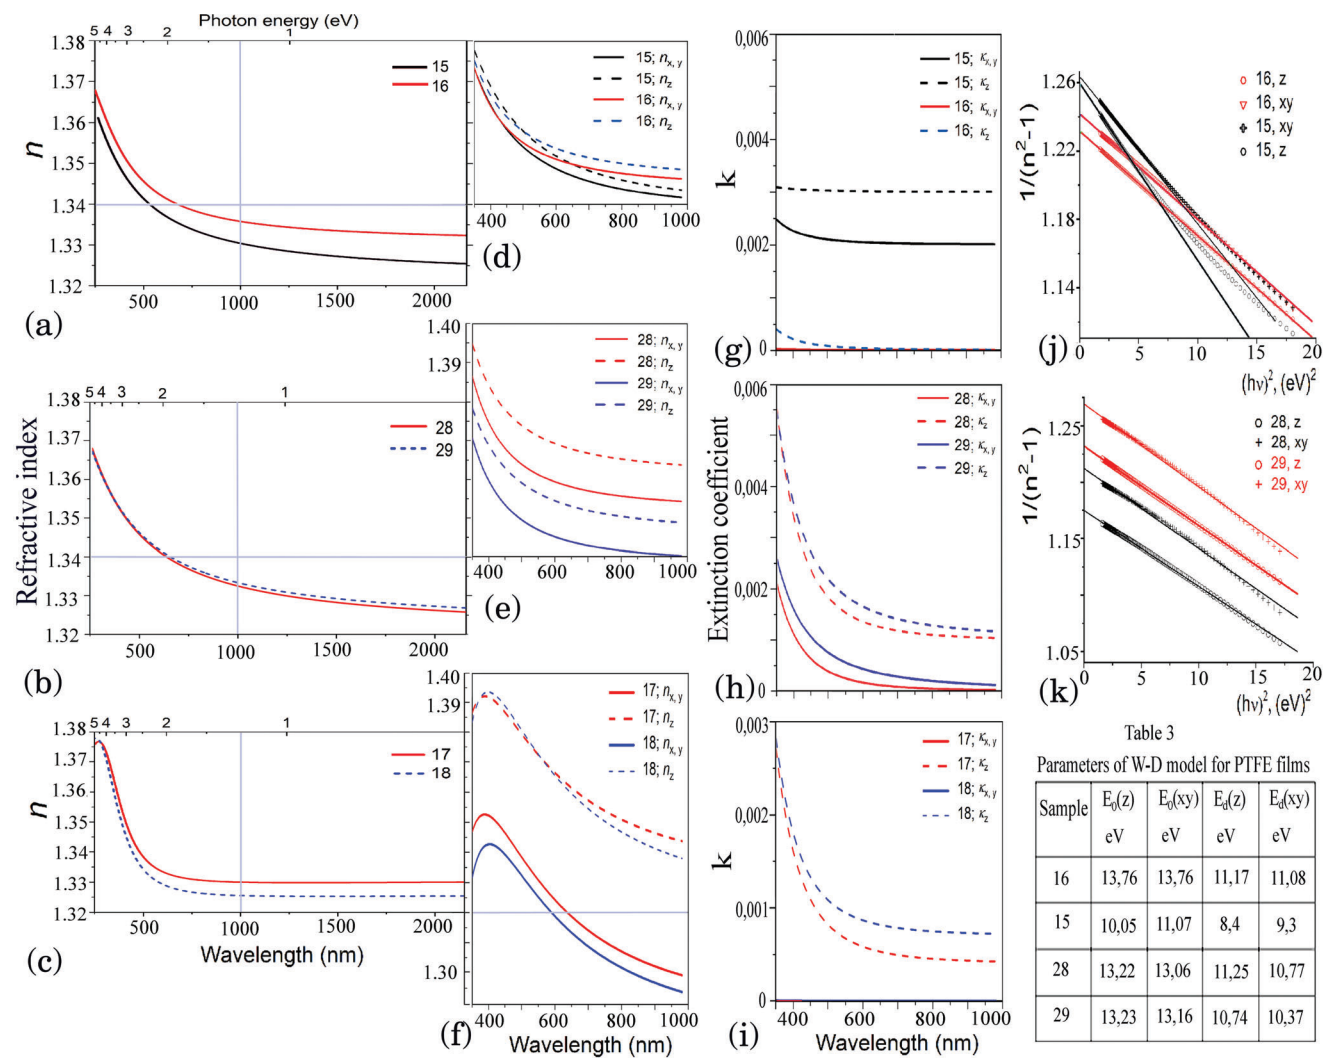 Photon energy (eV)
5 4 3 2 1
1.38
1.37
1.36
1.35
1.34
1.33
1.32
n
15
16
500 1000 1500 2000
(a)
15; nx, y
15; nz
16; nx, y
16; nz
400 600 800 1000
(d)
0,006
0,004
0,006
0,002
0
k
15; κx, y
15; κz
16; κx, y
16; κz
(g)
1.26
1.22
1.18
1.14
1/(n²−1)
16, z
16, xy
15, xy
15, z
0 5 10 15 20
(hν)², (eV)²
(j)
5 4 3 2 1
1.38
1.37
1.36
1.35
1.34
1.33
1.32
Refractive index
28
29
500 1000 1500 2000
(b)
1.40
1.39
28; nx, y
28; nz
29; nx, y
29; nz
400 600 800 1000
(e)
0,006
0,004
0,002
0
Extinction coefficient
28; κx, y
28; κz
29; κx, y
29; κz
(h)
1.25
1.15
1.05
1/(n²−1)
28, z
28, xy
29, z
29, xy
0 5 10 15 20
(hν)², (eV)²
(k)
5 4 3 2 1
1.38
1.37
1.34
1.33
1.32
n
17
18
500 1000 1500 2000
Wavelength (nm)
(c)
1.40
1.39
1.30
17; nx, y
17; nz
18; nx, y
18; nz
400 600 800 1000
Wavelength (nm)
(f)
0,003
0,002
0,001
0
k
17; κx, y
17; κz
18; κx, y
18; κz
400 600 800 1000
Wavelength (nm)
(i)
Table 3
Parameters of W-D model for PTFE films
Sample E0(z) eV E0(xy) eV Ed(z) eV Ed(xy) eV
16 13,76 13,76 11,17 11,08
15 10,05 11,07 8,4 9,3
28 13,22 13,06 11,25 10,77
29 13,23 13,16 10,74 10,37